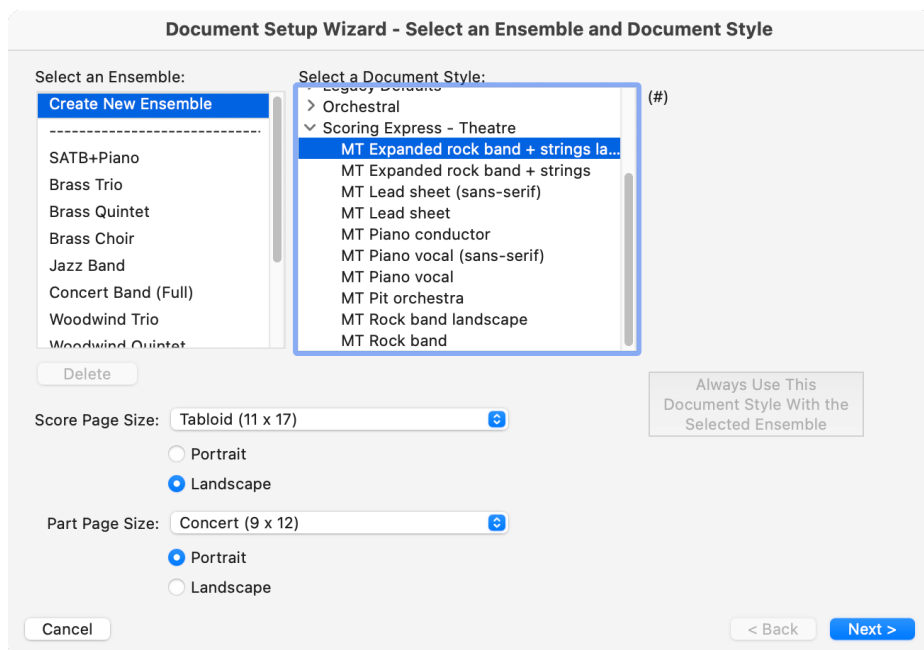 Document Setup Wizard - Select an Ensemble and Document Style
Select an Ensemble:
Create New Ensemble
----------------------------
SATB+Piano
Brass Trio
Brass Quintet
Brass Choir
Jazz Band
Concert Band (Full)
Woodwind Trio
Woodwind Quintet
Delete
Select a Document Style:
Legacy Defaults
Orchestral
Scoring Express - Theatre
MT Expanded rock band + strings la...
MT Expanded rock band + strings
MT Lead sheet (sans-serif)
MT Lead sheet
MT Piano conductor
MT Piano vocal (sans-serif)
MT Piano vocal
MT Pit orchestra
MT Rock band landscape
MT Rock band
(#)
Always Use This
Document Style With the
Selected Ensemble
Score Page Size: Tabloid (11 x 17)
Portrait
Landscape
Part Page Size: Concert (9 x 12)
Portrait
Landscape
Cancel
< Back
Next >